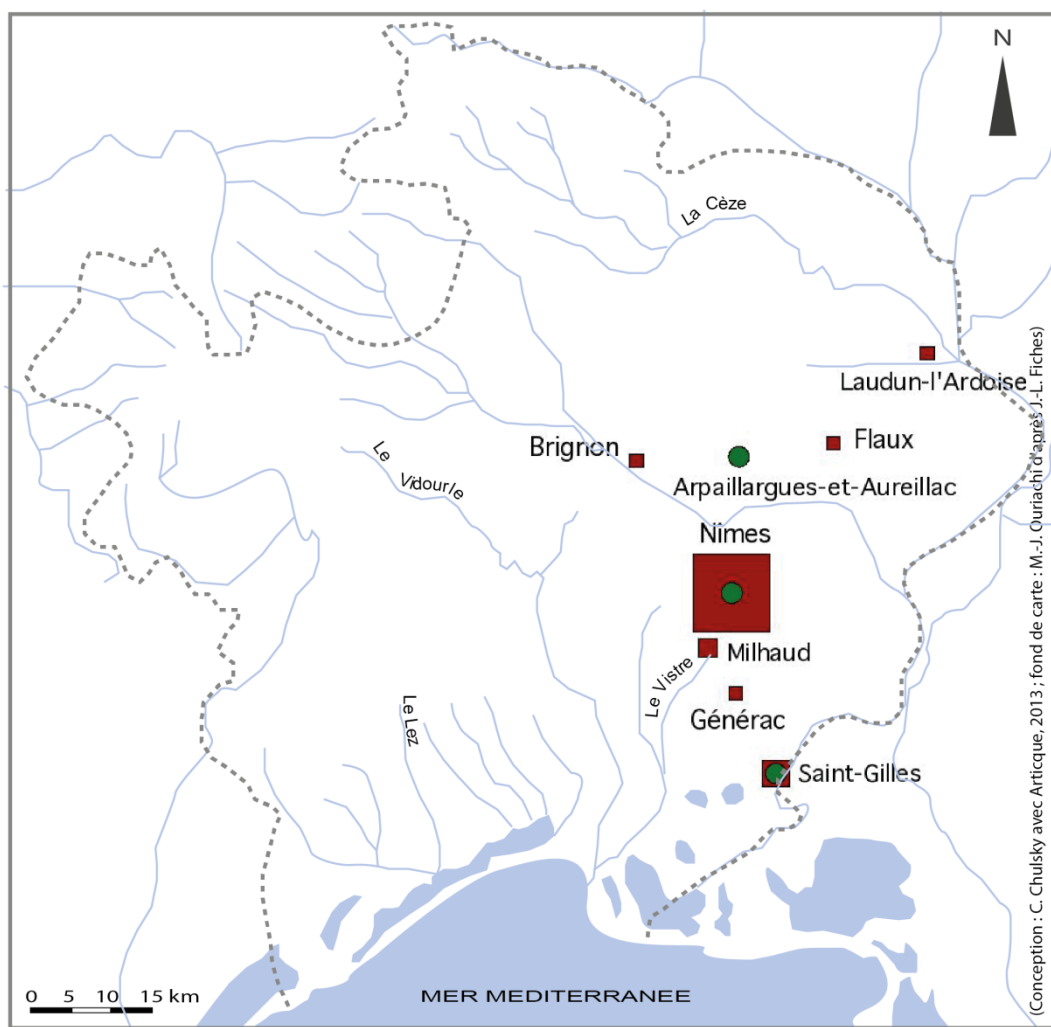 N
La Cèze
Laudun-l'Ardoise
Flaux
Brignon
Arpaillargues-et-Aureillac
Le Vidourle
Nîmes
Milhaud
Le Vistre
Générac
Le Lez
Saint-Gilles
0 5 10 15 km
MER MEDITERRANEE
(Conception : C. Chulsky avec Articque, 2013 ; fond de carte : M.-J. Ouriachi d'après J.-L. Fiches)